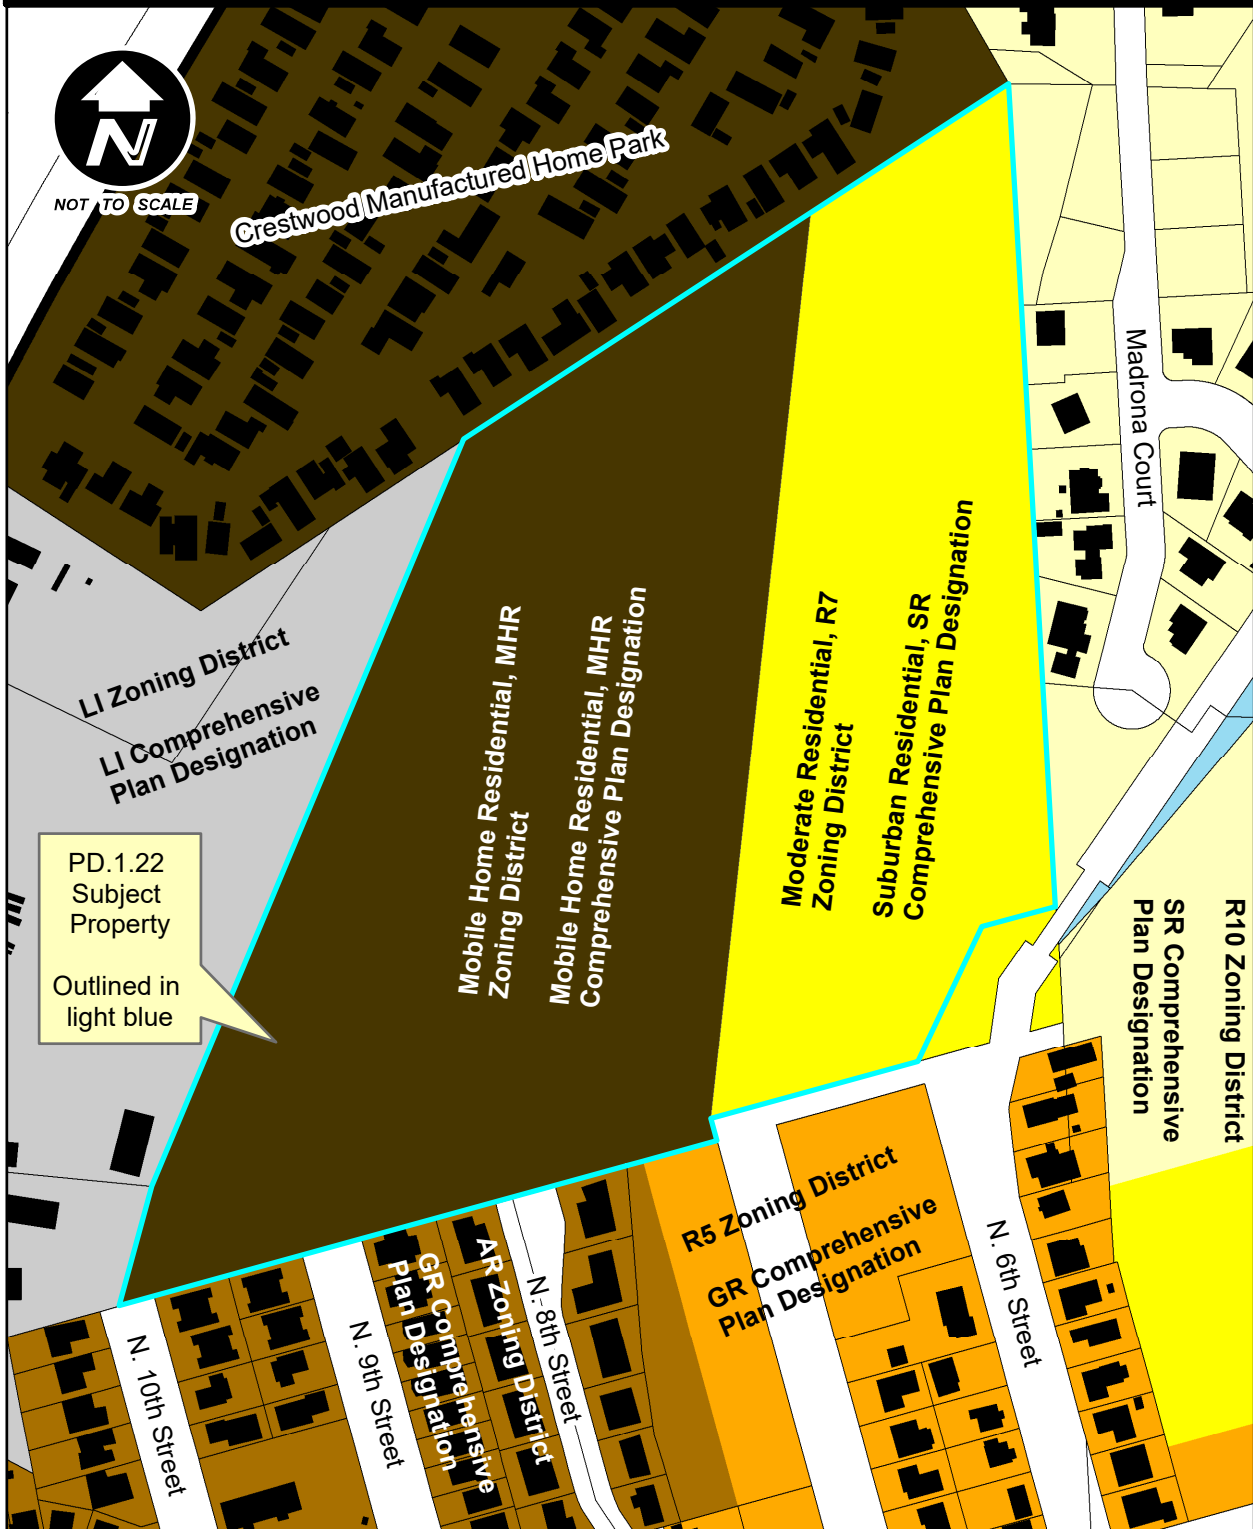 N
NOT TO SCALE
Crestwood Manufactured Home Park
Madrona Court
LI Zoning District
LI Comprehensive
Plan Designation
Mobile Home Residential, MHR
Zoning District
Mobile Home Residential, MHR
Comprehensive Plan Designation
Moderate Residential, R7
Zoning District
Suburban Residential, SR
Comprehensive Plan Designation
PD.1.22
Subject
Property
Outlined in
light blue
R10 Zoning District
SR Comprehensive
Plan Designation
R5 Zoning District
GR Comprehensive
Plan Designation
N. 6th Street
AR Zoning District
GR Comprehensive
Plan Designation
N. 8th Street
N. 9th Street
N. 10th Street